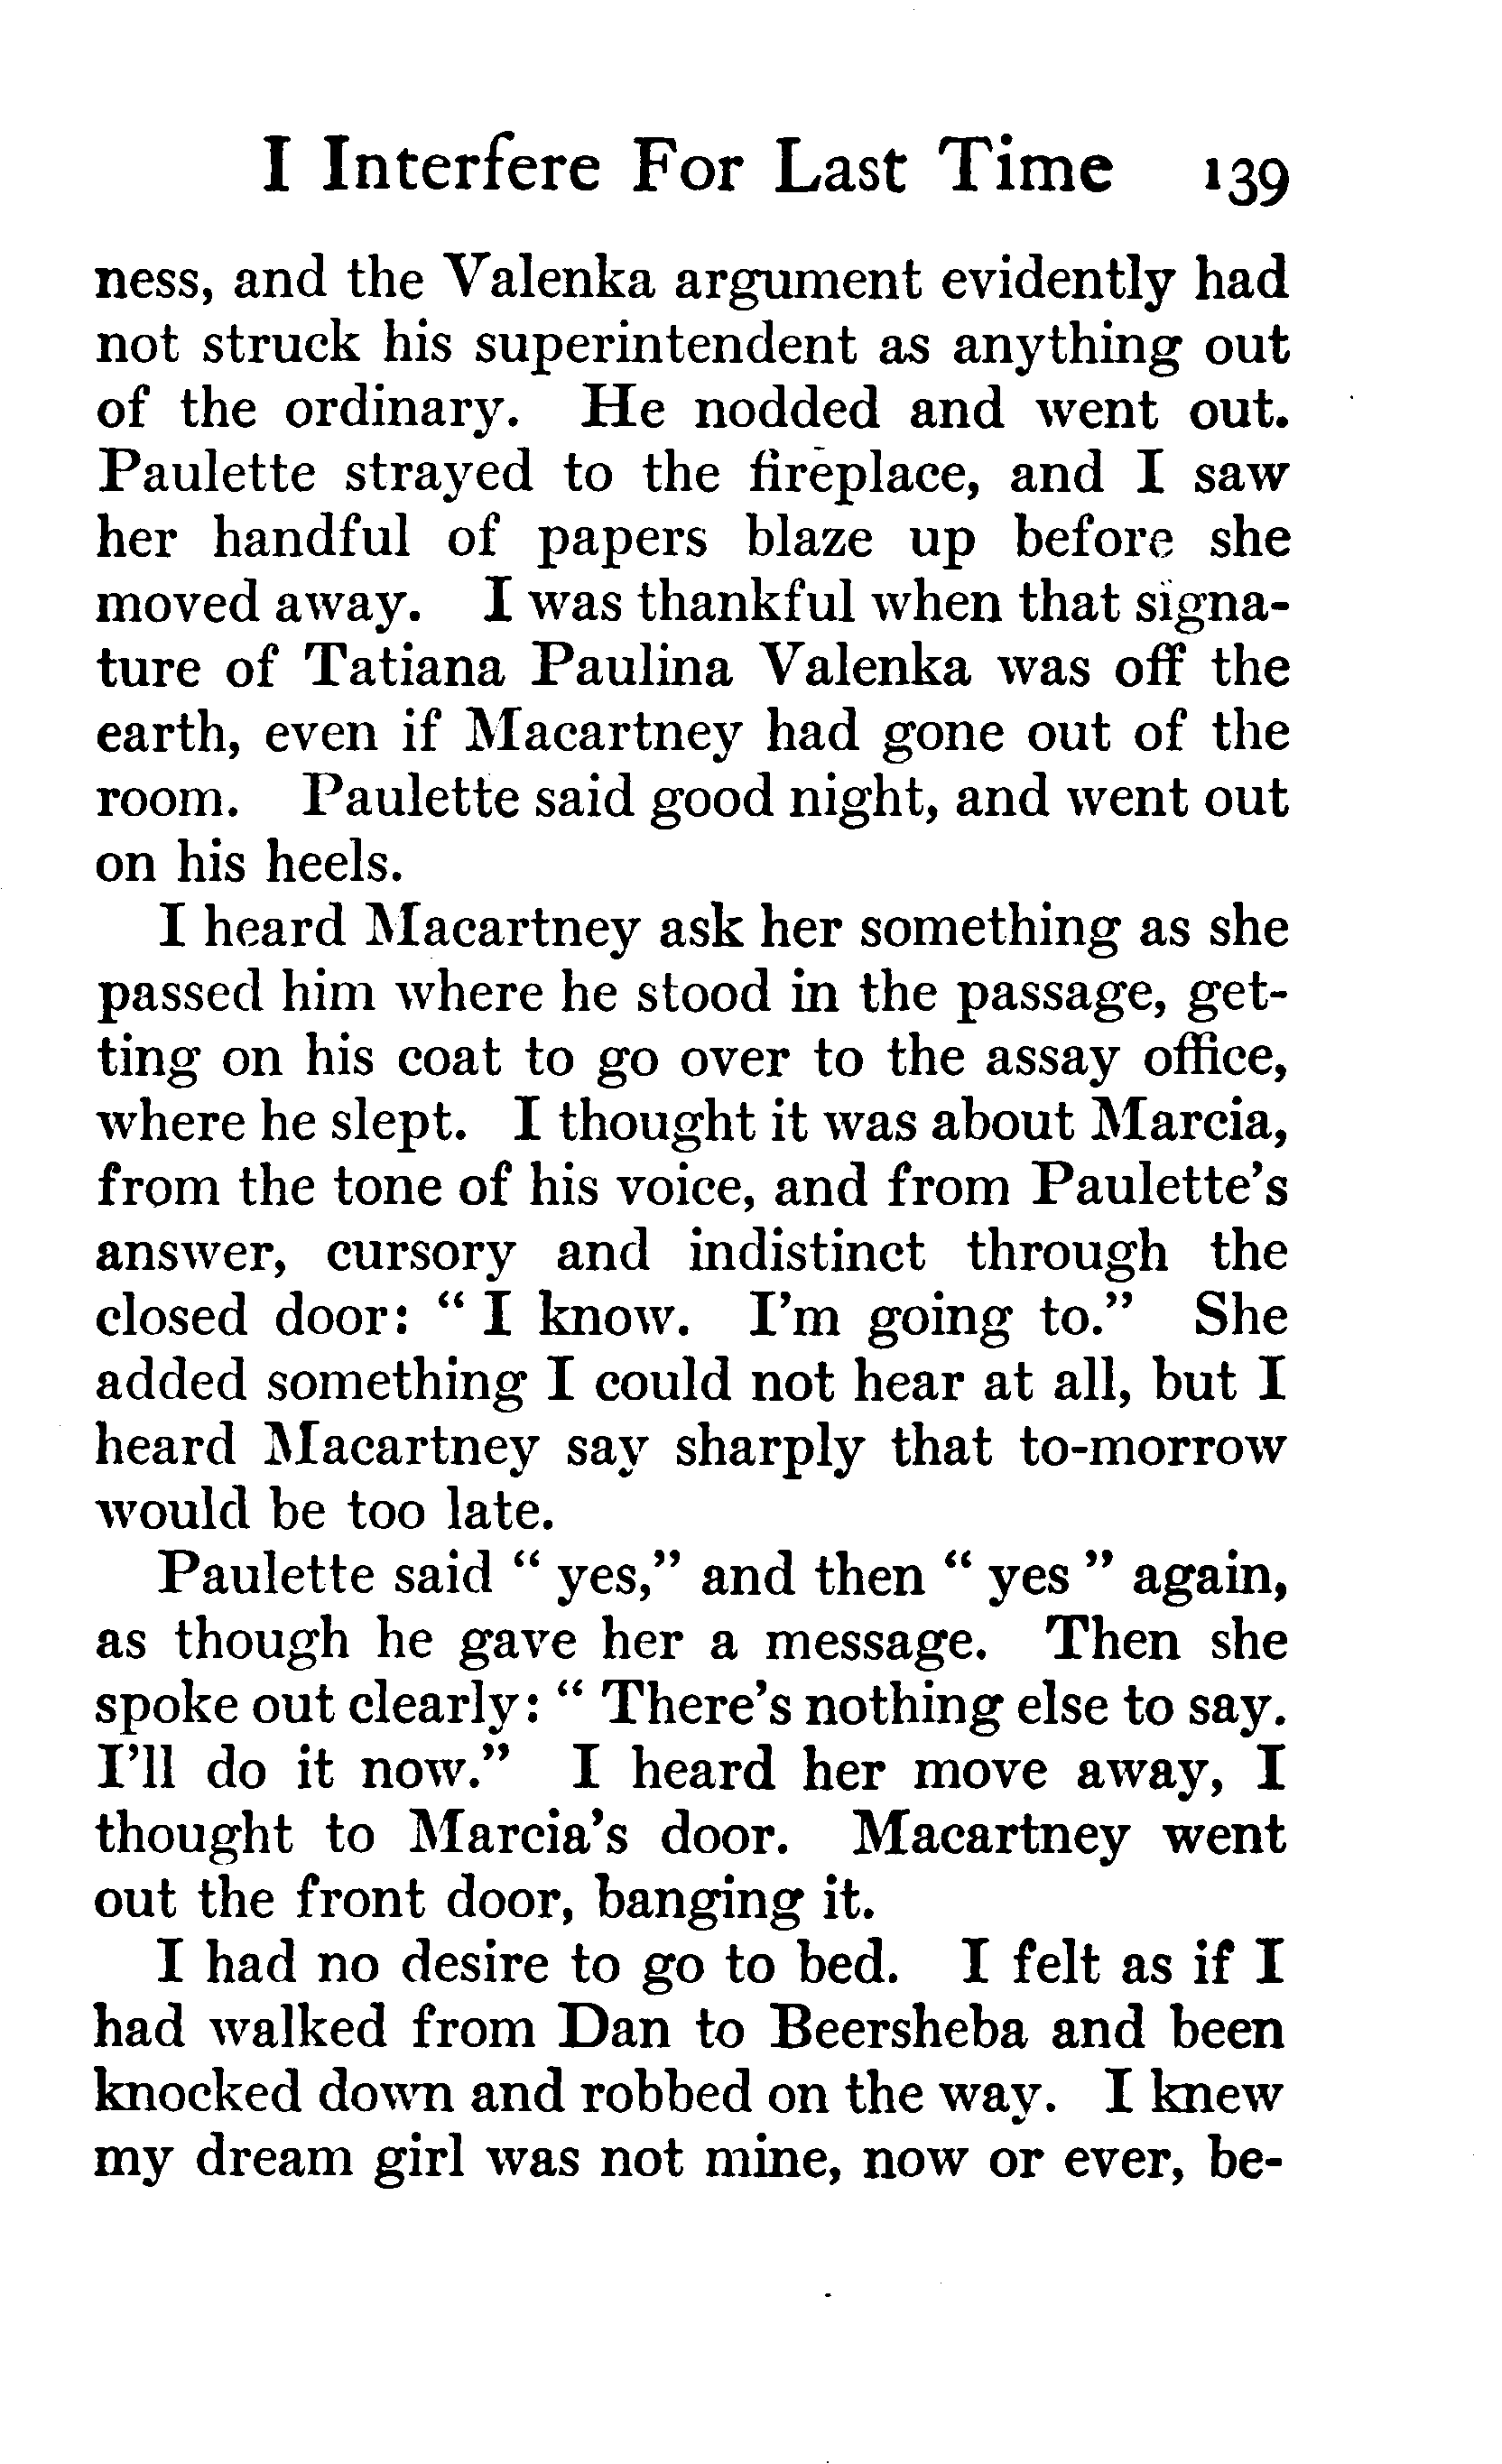 I Interfere For Last Time 139
ness, and the Valenka argument evidently had
not struck his superintendent as anything out
of the ordinary. He nodded and went out.
Paulette strayed to the fireplace, and I saw
her handful of papers blaze up before she
moved away. I was thankful when that signa-
ture of Tatiana Paulina Valenka was off the
earth, even if Macartney had gone out of the
room. Paulette said good night, and went out
on his heels.
I heard Macartney ask her something as she
passed him where he stood in the passage, get-
ting on his coat to go over to the assay office,
where he slept. I thought it was about Marcia,
from the tone of his voice, and from Paulette's
answer, cursory and indistinct through the
closed door: " I know. I'm going to." She
added something I could not hear at all, but I
heard Macartney say sharply that to-morrow
would be too late.
Paulette said " yes," and then " yes " again,
as though he gave her a message. Then she
spoke out clearly: " There's nothing else to say.
I'll do it now." I heard her move away, I
thought to Marcia's door. Macartney went
out the front door, banging it.
I had no desire to go to bed. I felt as if I
had walked from Dan to Beersheba and been
knocked down and robbed on the way. I knew
my dream girl was not mine, now or ever, be-